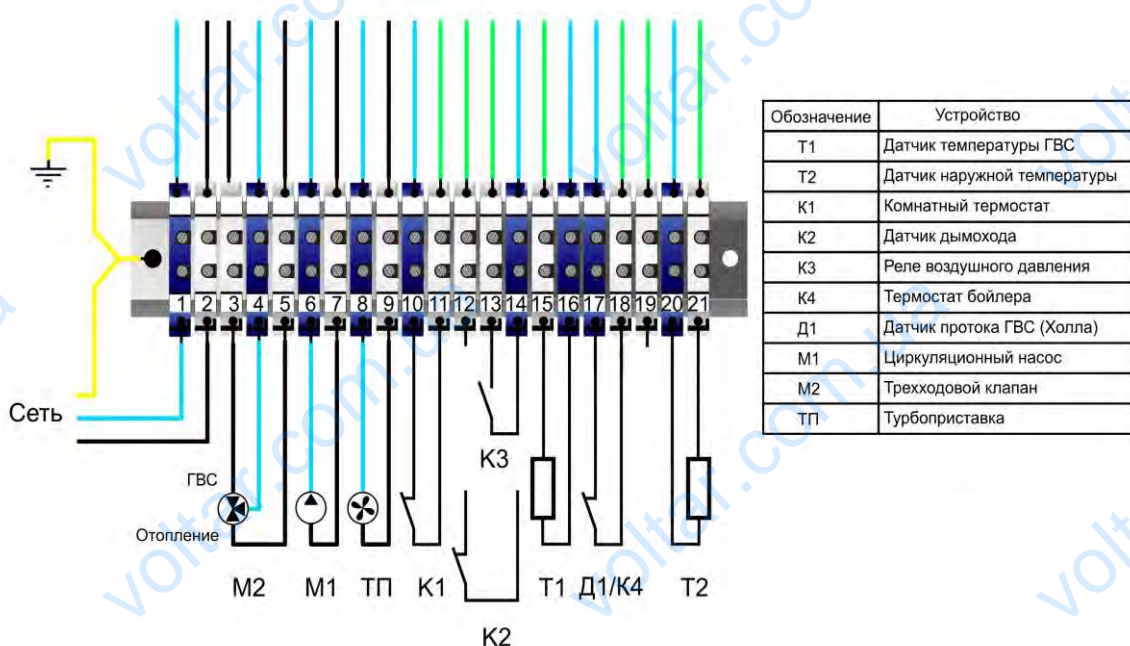 1 2 3 4 5 6 7 8 9 10 11 12 13 14 15 16 17 18 19 20 21
Сеть
ГВС
Отопление
К3
М2 М1 ТП К1 Т1 Д1/К4 Т2
К2
Обозначение Устройство
Т1 Датчик температуры ГВС
Т2 Датчик наружной температуры
К1 Комнатный термостат
К2 Датчик дымохода
К3 Реле воздушного давления
К4 Термостат бойлера
Д1 Датчик протока ГВС (Холла)
М1 Циркуляционный насос
М2 Трехходовой клапан
ТП Турбоприставка
voltar.com.ua